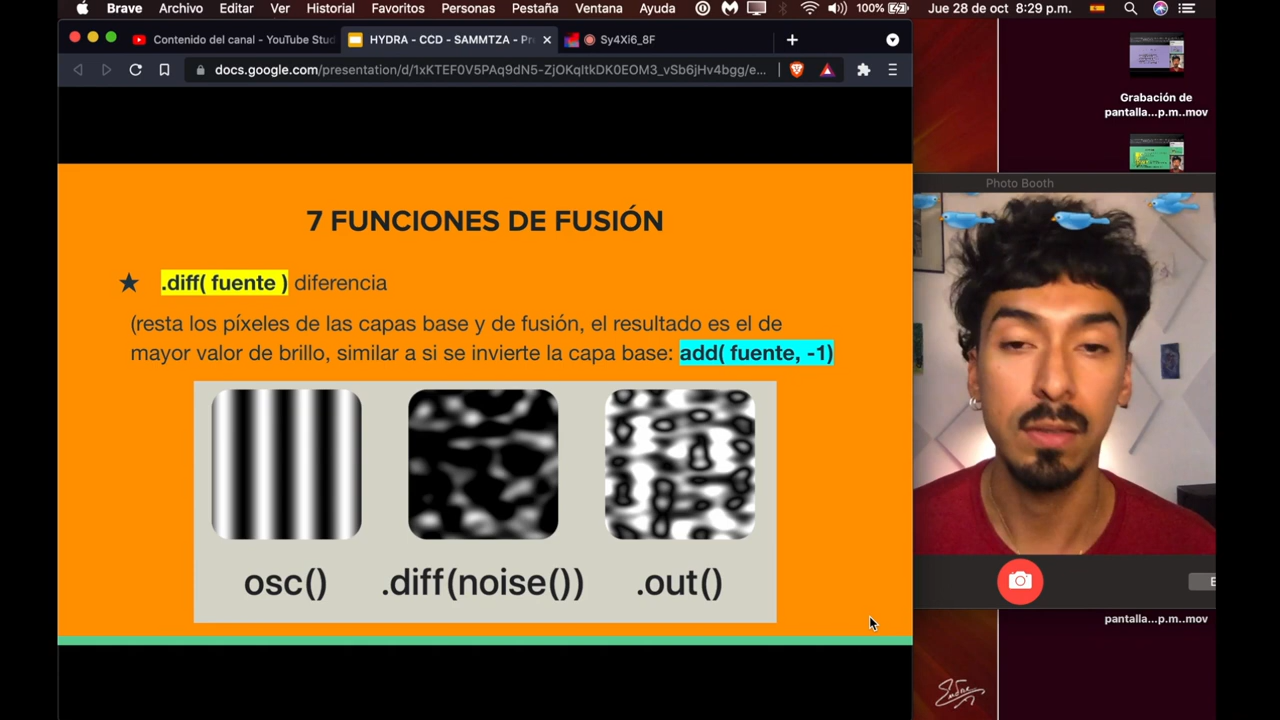 Brave Archivo Editar Ver Historial Favoritos Personas Pestaña Ventana Ayuda 100% Jue 28 de oct 8:29 p.m.
Contenido del canal - YouTube Stud
HYDRA - CCD - SAMMTZA - Pr
Sy4Xi6_8F
docs.google.com/presentation/d/1xKTEF0V5PAq9dN5-ZjOKqItkDK0EOM3_vSb6jHv4bgg/e...
Grabación de
pantalla...p.m..mov
Photo Booth
7 FUNCIONES DE FUSIÓN
.diff( fuente ) diferencia
(resta los píxeles de las capas base y de fusión, el resultado es el de
mayor valor de brillo, similar a si se invierte la capa base: add( fuente, -1)
osc() .diff(noise()) .out()
E
pantalla...p.m..mov